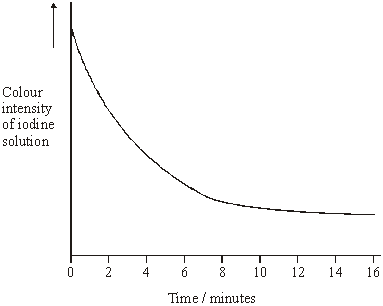 Colour
intensity
of iodine
solution
0 2 4 6 8 10 12 14 16
Time / minutes